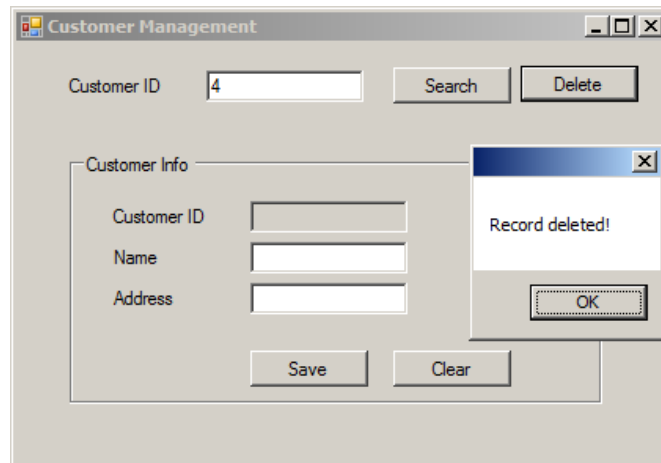 Customer Management
Customer ID 4 Search Delete
Customer Info
Customer ID
Record deleted!
Name
Address
OK
Save Clear